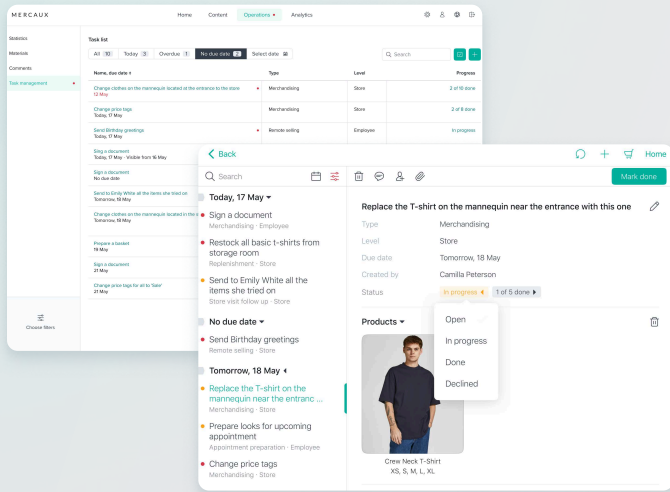 MERCAUX
Home
Content
Operations
Analytics
Statistics
Materials
Comments
Task management
Choose filters
Task list
All 10
Today 3
Overdue 1
No due date 2
Select date
Search
Name, due date
Type
Level
Progress
Change clothes on the mannequin located at the entrance to the store
12 May
Merchandising
Store
2 of 10 done
Change price tags
Today, 17 May
Merchandising
Store
2 of 8 done
Send Birthday greetings
Today, 17 May
Remote selling
Employee
In progress
Sign a document
Today, 17 May · Visible from 16 May
Sign a document
No due date
Send to Emily White all the items she tried on
Tomorrow, 18 May
Change clothes on the mannequin located in the
Tomorrow, 18 May
Prepare a basket
19 May
Sign a document
21 May
Change price tags for all to 'Sale'
21 May
Back
Home
Search
Mark done
Today, 17 May
Sign a document
Merchandising · Employee
Restock all basic t-shirts from
storage room
Replenishment · Store
Send to Emily White all the
items she tried on
Store visit follow up · Store
No due date
Send Birthday greetings
Remote selling · Store
Tomorrow, 18 May
Replace the T-shirt on the
mannequin near the entranc ...
Merchandising · Store
Prepare looks for upcoming
appointment
Appointment preparation · Employee
Change price tags
Merchandising · Store
Replace the T-shirt on the mannequin near the entrance with this one
Type
Merchandising
Level
Store
Due date
Tomorrow, 18 May
Created by
Camilla Peterson
Status
In progress
1 of 5 done
Open
In progress
Done
Declined
Products
Crew Neck T-Shirt
XS, S, M, L, XL